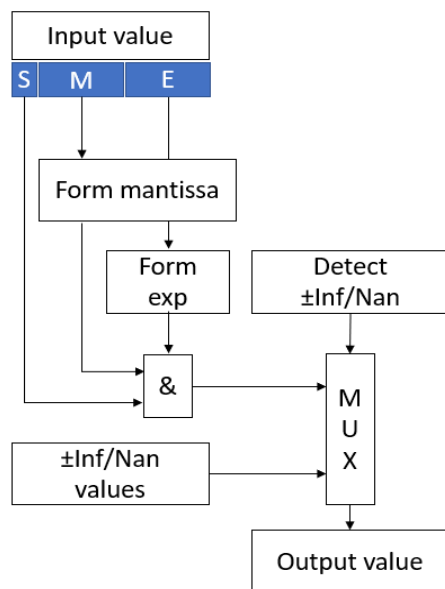 Input value
S M E
Form mantissa
Form
exp
Detect
±Inf/Nan
&
M
U
X
±Inf/Nan
values
Output value